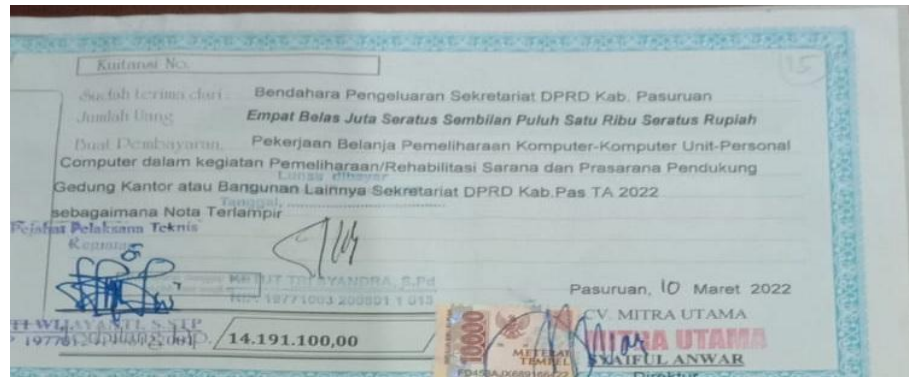 15
Kuitansi No.
Sudah terima dari : Bendahara Pengeluaran Sekretariat DPRD Kab. Pasuruan
Jumlah Uang Empat Belas Juta Seratus Sembilan Puluh Satu Ribu Seratus Rupiah
Buat Pembayaran Pekerjaan Belanja Pemeliharaan Komputer-Komputer Unit-Personal
Computer dalam kegiatan Pemeliharaan/Rehabilitasi Sarana dan Prasarana Pendukung
Lunas dibayar
Gedung Kantor atau Bangunan Lainnya Sekretariat DPRD Kab.Pas TA 2022
Tanggal,
sebagaimana Nota Terlampir
Pejabat Pelaksana Teknis
Kegiatan
S.Pd
Pasuruan, 10 Maret 2022
CV. MITRA UTAMA
MITRA UTAMA
WIJAYANTI, S.STP
14.191.100,00
10000
METERAI
TEMPEL
SYAIFUL ANWAR
Direktur